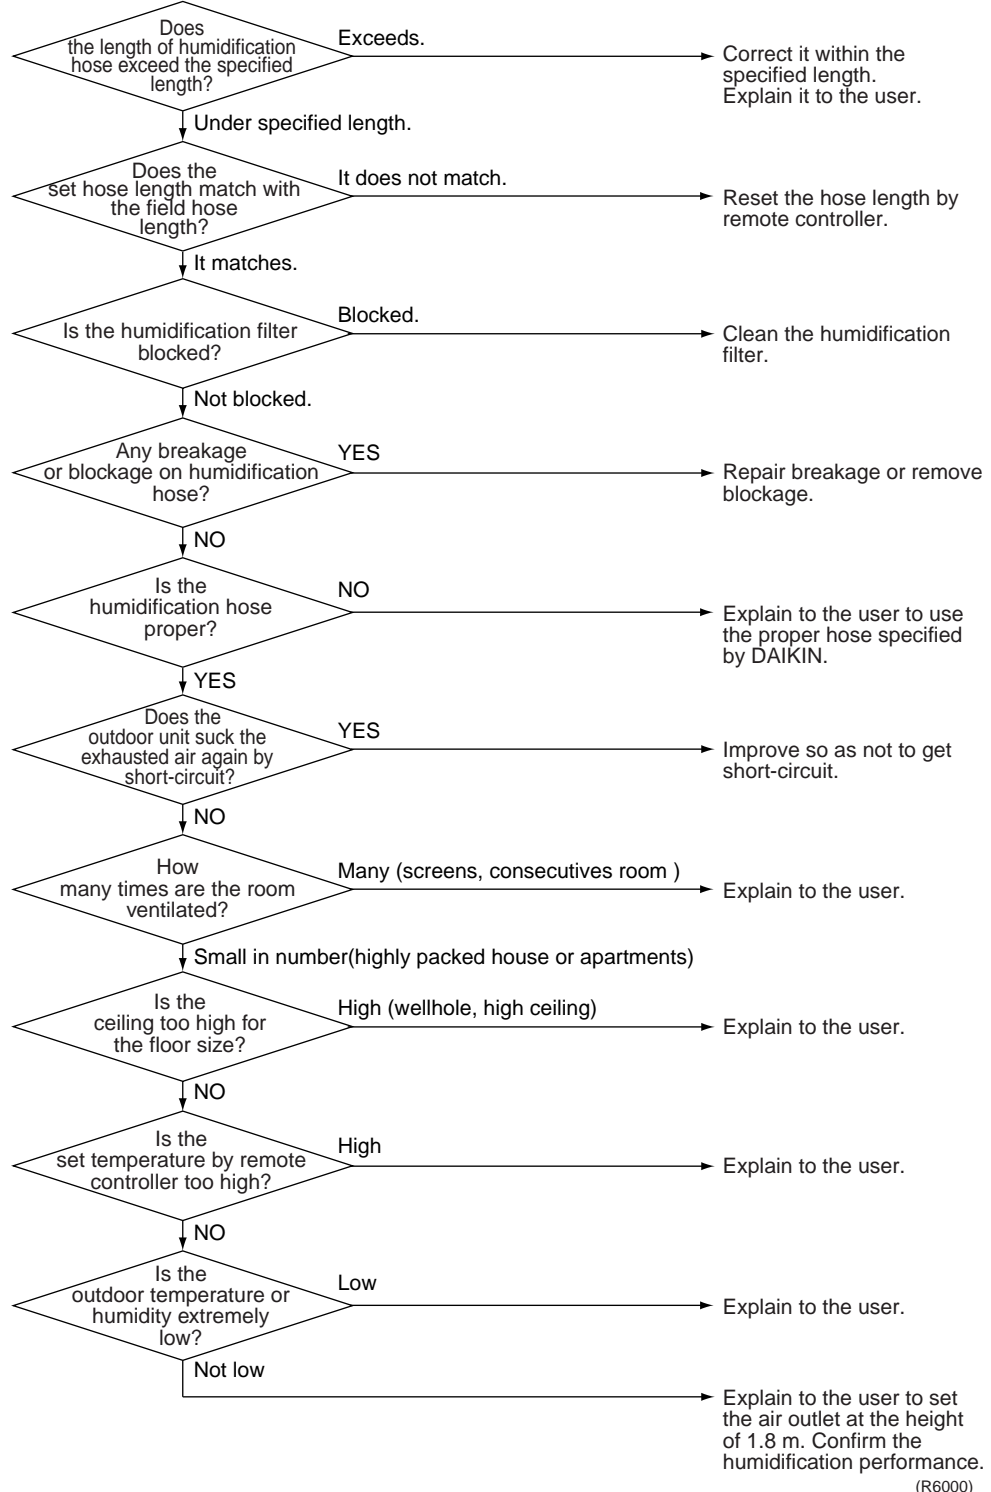 Does
the length of humidification
hose exceed the specified
length?
Exceeds.
Correct it within the
specified length.
Explain it to the user.
Under specified length.
Does the
set hose length match with
the field hose
length?
It does not match.
Reset the hose length by
remote controller.
It matches.
Is the humidification filter
blocked?
Blocked.
Clean the humidification
filter.
Not blocked.
Any breakage
or blockage on humidification
hose?
YES
Repair breakage or remove
blockage.
NO
Is the
humidification hose
proper?
NO
Explain to the user to use
the proper hose specified
by DAIKIN.
YES
Does the
outdoor unit suck the
exhausted air again by
short-circuit?
YES
Improve so as not to get
short-circuit.
NO
How
many times are the room
ventilated?
Many (screens, consecutives room )
Explain to the user.
Small in number(highly packed house or apartments)
Is the
ceiling too high for
the floor size?
High (wellhole, high ceiling)
Explain to the user.
NO
Is the
set temperature by remote
controller too high?
High
Explain to the user.
NO
Is the
outdoor temperature or
humidity extremely
low?
Low
Explain to the user.
Not low
Explain to the user to set
the air outlet at the height
of 1.8 m. Confirm the
humidification performance.
(R6000)